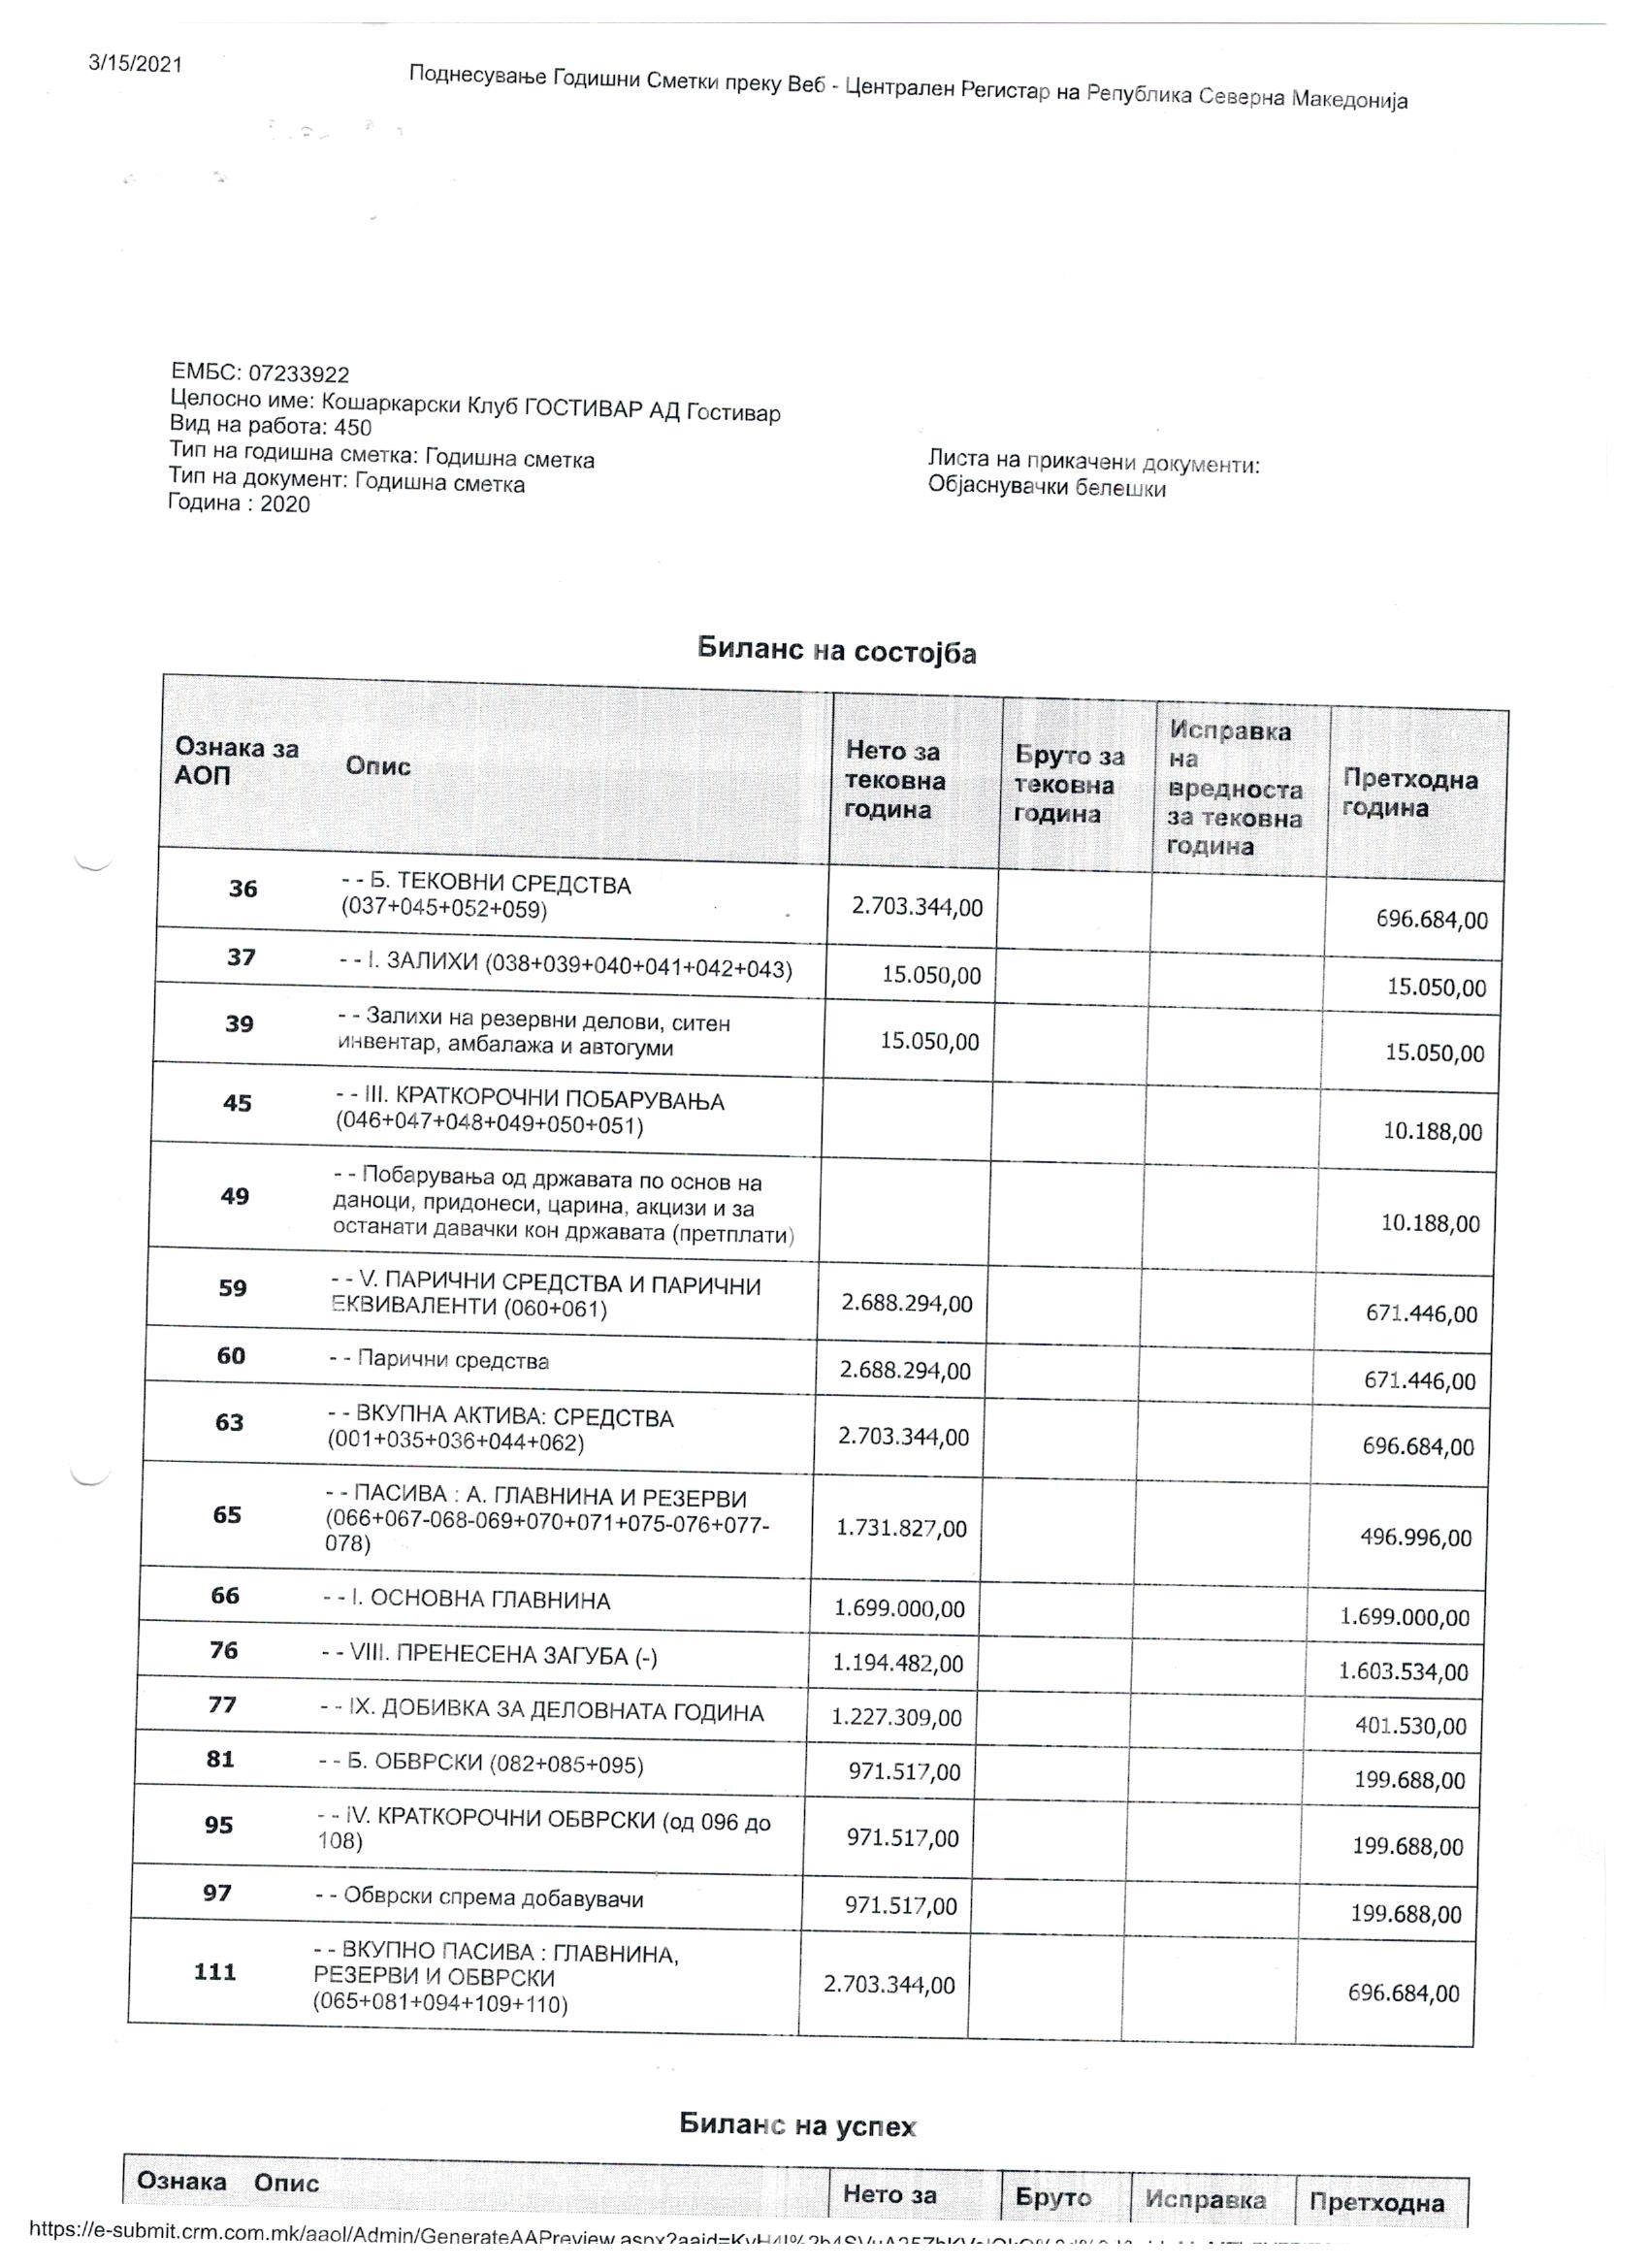 3/15/2021
Поднесување Годишни Сметки преку Веб - Централен Регистар на Република Северна Македонија
ЕМБС: 07233922
Целосно име: Кошаркарски Клуб ГОСТИВАР АД Гостивар
Вид на работа: 450
Тип на годишна сметка: Годишна сметка
Тип на документ: Годишна сметка
Година : 2020
Листа на прикачени документи:
Објаснувачки белешки
Биланс на состојба
Ознака за АОП Опис Нето за тековна година Бруто за тековна година Исправка на вредноста за тековна година Претходна година
36 - - Б. ТЕКОВНИ СРЕДСТВА
(037+045+052+059) 2.703.344,00 696.684,00
37 - - I. ЗАЛИХИ (038+039+040+041+042+043) 15.050,00 15.050,00
39 - - Залихи на резервни делови, ситен
инвентар, амбалажа и автогуми 15.050,00 15.050,00
45 - - III. КРАТКОРОЧНИ ПОБАРУВАЊА
(046+047+048+049+050+051) 10.188,00
49 - - Побарувања од државата по основ на
даноци, придонеси, царина, акцизи и за
останати давачки кон државата (претплати) 10.188,00
59 - - V. ПАРИЧНИ СРЕДСТВА И ПАРИЧНИ
ЕКВИВАЛЕНТИ (060+061) 2.688.294,00 671.446,00
60 - - Парични средства 2.688.294,00 671.446,00
63 - - ВКУПНА АКТИВА: СРЕДСТВА
(001+035+036+044+062) 2.703.344,00 696.684,00
65 - - ПАСИВА : А. ГЛАВНИНА И РЕЗЕРВИ
(066+067-068-069+070+071+075-076+077-
078) 1.731.827,00 496.996,00
66 - - I. ОСНОВНА ГЛАВНИНА 1.699.000,00 1.699.000,00
76 - - VIII. ПРЕНЕСЕНА ЗАГУБА (-) 1.194.482,00 1.603.534,00
77 - - IX. ДОБИВКА ЗА ДЕЛОВНАТА ГОДИНА 1.227.309,00 401.530,00
81 - - Б. ОБВРСКИ (082+085+095) 971.517,00 199.688,00
95 - - IV. КРАТКОРОЧНИ ОБВРСКИ (од 096 до
108) 971.517,00 199.688,00
97 - - Обврски спрема добавувачи 971.517,00 199.688,00
111 - - ВКУПНО ПАСИВА : ГЛАВНИНА,
РЕЗЕРВИ И ОБВРСКИ
(065+081+094+109+110) 2.703.344,00 696.684,00
Биланс на успех
Ознака Опис Нето за Бруто Исправка Претходна